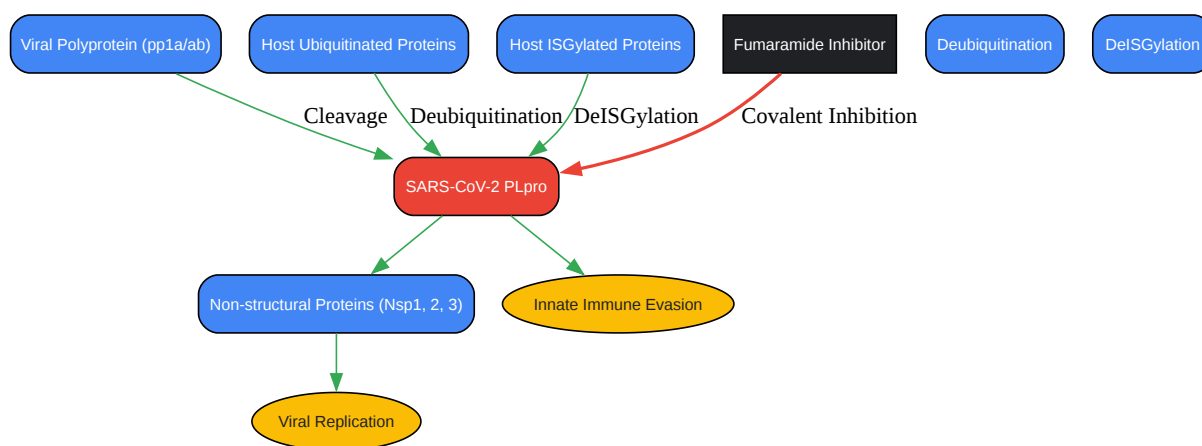 Viral Polyprotein (pp1a/ab)
Host Ubiquitinated Proteins
Host ISGylated Proteins
Fumaramide Inhibitor
Deubiquitination
DeISGylation
Cleavage
Deubiquitination
DeISGylation
Covalent Inhibition
SARS-CoV-2 PLpro
Non-structural Proteins (Nsp1, 2, 3)
Innate Immune Evasion
Viral Replication